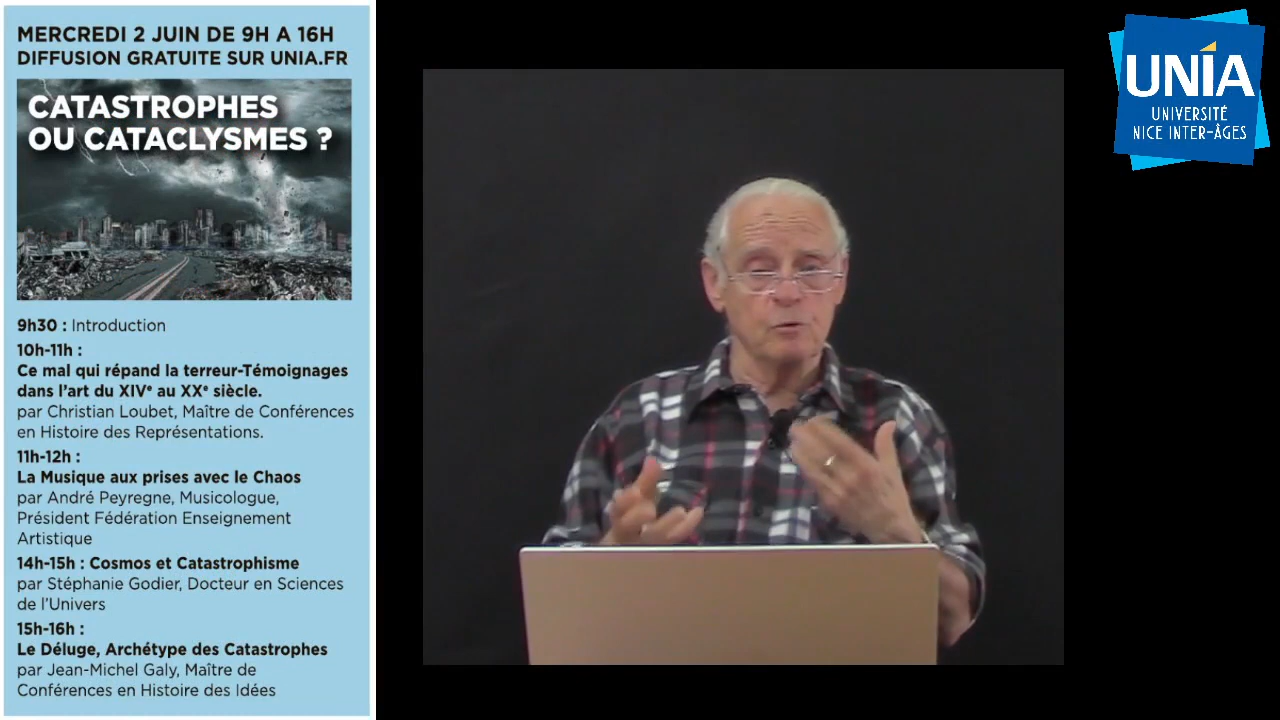 MERCREDI 2 JUIN DE 9H A 16H
DIFFUSION GRATUITE SUR UNIA.FR
CATASTROPHES
OU CATACLYSMES ?
9h30 : Introduction
10h-11h :
Ce mal qui répand la terreur-Témoignages
dans l'art du XIVᵉ au XXᵉ siècle.
par Christian Loubet, Maître de Conférences
en Histoire des Représentations.
11h-12h :
La Musique aux prises avec le Chaos
par André Peyregne, Musicologue,
Président Fédération Enseignement
Artistique
14h-15h : Cosmos et Catastrophisme
par Stéphanie Godier, Docteur en Sciences
de l'Univers
15h-16h :
Le Déluge, Archétype des Catastrophes
par Jean-Michel Galy, Maître de
Conférences en Histoire des Idées
UNÍA
UNIVERSITÉ
NICE INTER-ÂGES